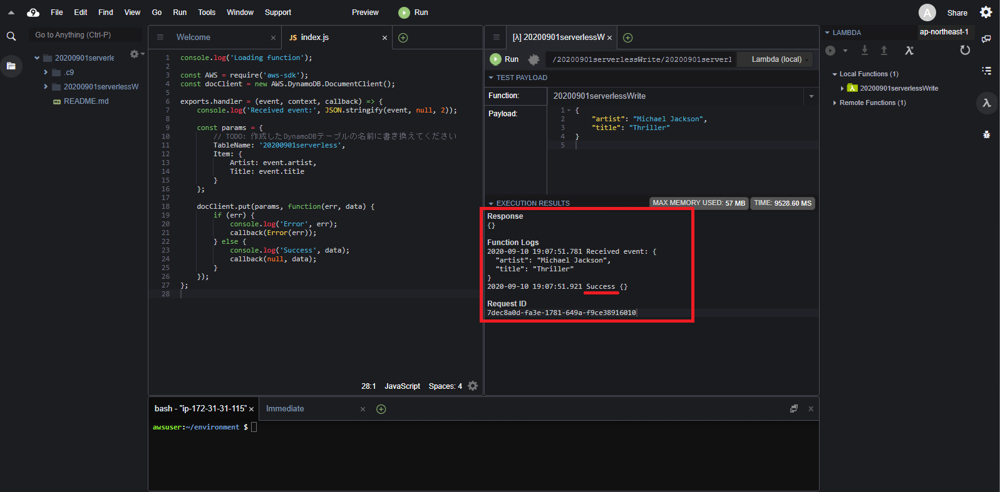 File Edit Find View Go Run Tools Window Support Preview Run A Share
Go to Anything (Ctrl-P)
20200901serverle
.c9
20200901serverlessW
README.md
Welcome
JS index.js
1 console.log('Loading function');
2
3 const AWS = require('aws-sdk');
4 const docClient = new AWS.DynamoDB.DocumentClient();
5
6 exports.handler = (event, context, callback) => {
7 console.log('Received event:', JSON.stringify(event, null, 2));
8
9 const params = {
10 // TODO: 作成したDynamoDBテーブルの名前に書き換えてください
11 TableName: '20200901serverless',
12 Item: {
13 Artist: event.artist,
14 Title: event.title
15 }
16 };
17
18 docClient.put(params, function(err, data) {
19 if (err) {
20 console.log('Error', err);
21 callback(Error(err));
22 } else {
23 console.log('Success', data);
24 callback(null, data);
25 }
26 });
27 };
28
28:1 JavaScript Spaces: 4
[λ] 20200901serverlessW
Run /20200901serverlessWrite/20200901serverl Lambda (local)
TEST PAYLOAD
Function: 20200901serverlessWrite
Payload:
1 {
2 "artist": "Michael Jackson",
3 "title": "Thriller"
4 }
5
EXECUTION RESULTS MAX MEMORY USED: 57 MB TIME: 9528.60 MS
Response
{}
Function Logs
2020-09-10 19:07:51.781 Received event: {
"artist": "Michael Jackson",
"title": "Thriller"
}
2020-09-10 19:07:51.921 Success {}
Request ID
7dec8a0d-fa3e-1781-649a-f9ce38916010
LAMBDA ap-northeast-1
Local Functions (1)
20200901serverlessWrite
Remote Functions (1)
bash - "ip-172-31-31-115" Immediate
awsuser:~/environment $